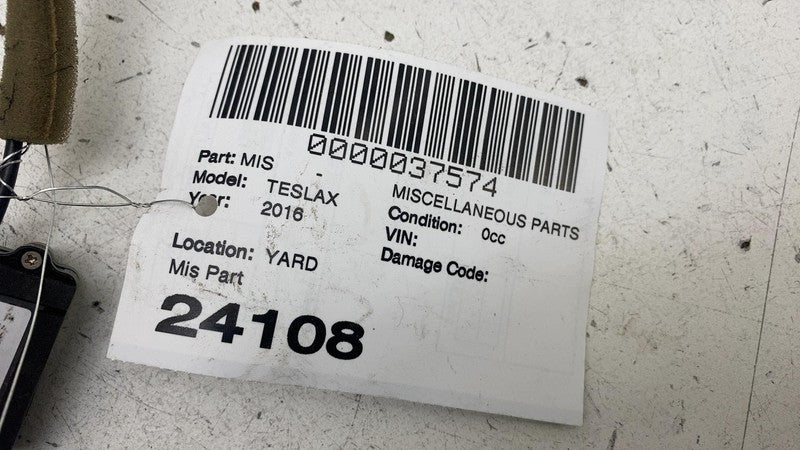 0000037574
Part: MIS - MISCELLANEOUS PARTS
Model: TESLAX Condition: 0cc
Year: 2016 VIN:
Damage Code:
Location: YARD
Mis Part
24108